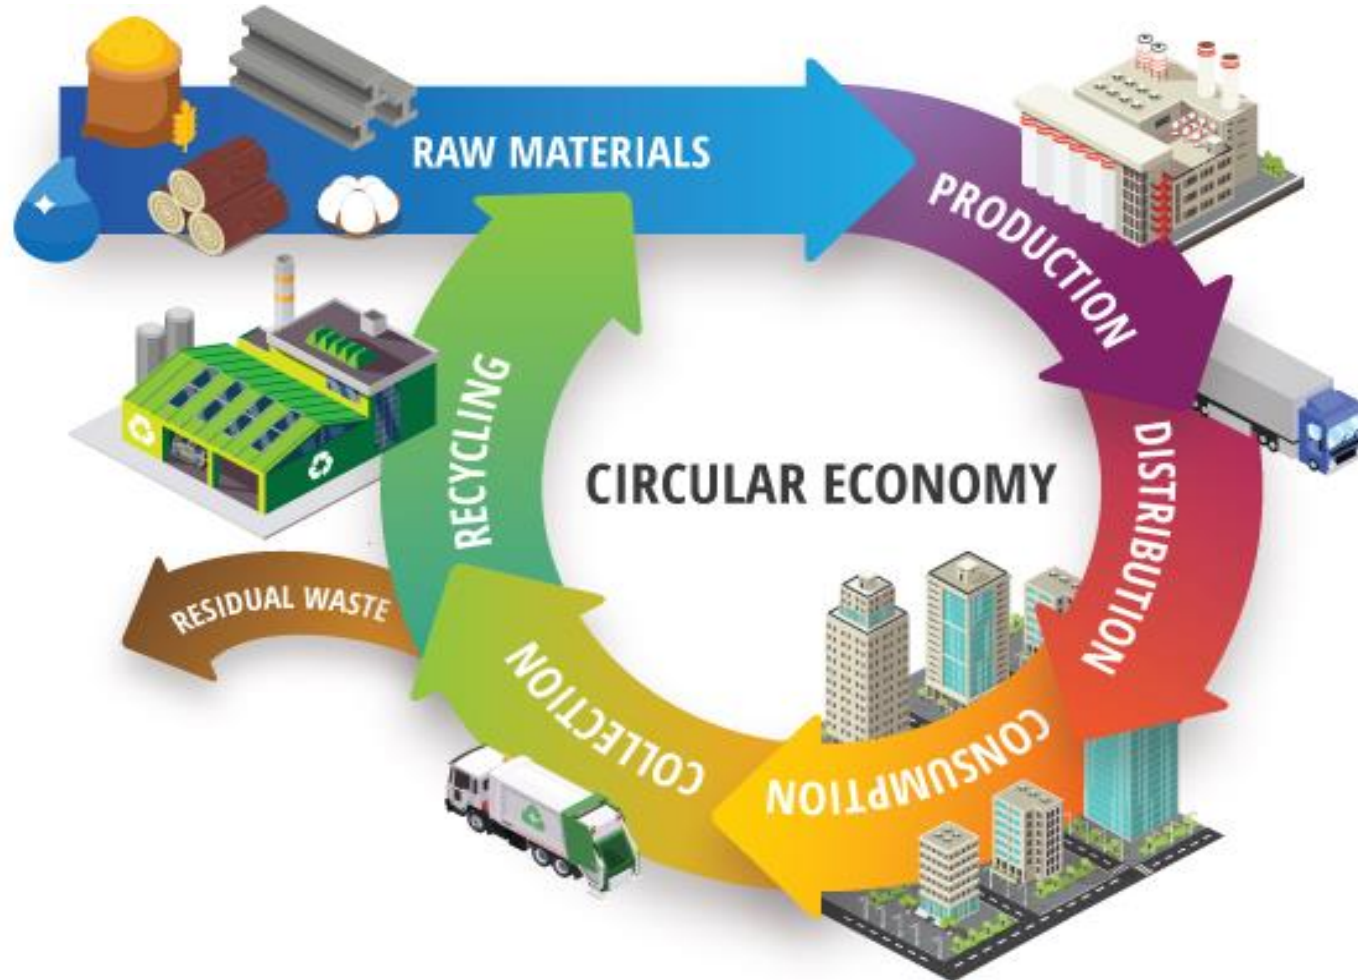 RAW MATERIALS
PRODUCTION
DISTRIBUTION
CONSUMPTION
COLLECTION
RECYCLING
RESIDUAL WASTE
CIRCULAR ECONOMY